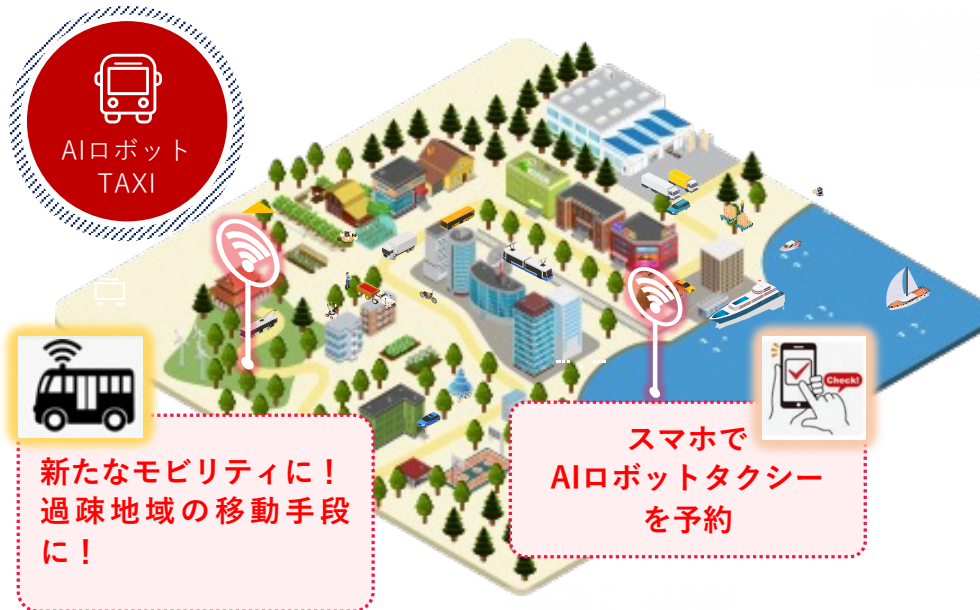 AIロボット
TAXI
新たなモビリティに！
過疎地域の移動手段
に！
スマホで
AIロボットタクシー
を予約
Check!